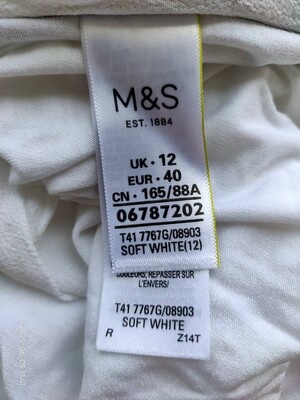 M&S
EST. 1884
UK • 12
EUR • 40
CN • 165/88A
06787202
T41 7767G/08903
SOFT WHITE(12)
COULEURS, REPASSER SUR
L'ENVERS/
T41 7767G/08903
SOFT WHITE
R Z14T